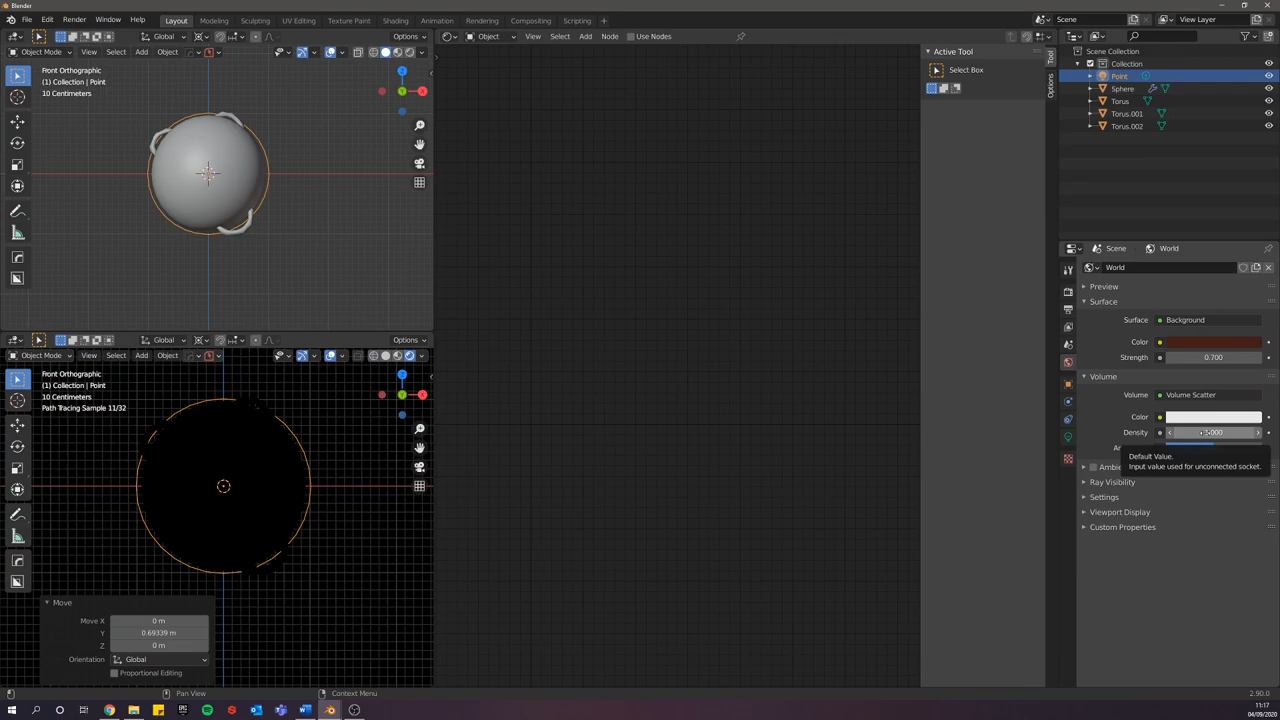 Blender
File Edit Render Window Help Layout Modeling Sculpting UV Editing Texture Paint Shading Animation Rendering Compositing Scripting + Scene View Layer
Global Options
Object Mode View Select Add Object
Front Orthographic
(1) Collection | Point
10 Centimeters
Global Options
Object Mode View Select Add Object
Front Orthographic
(1) Collection | Point
10 Centimeters
Path Tracing Sample 11/32
Move
Move X 0 m
Y 0.69339 m
Z 0 m
Orientation Global
Proportional Editing
Object View Select Add Node Use Nodes
Active Tool
Select Box
Tool
Options
Scene Collection
Collection
Point
Sphere
Torus
Torus.001
Torus.002
Scene World
World
Preview
Surface
Surface Background
Color
Strength 0.700
Volume
Volume Volume Scatter
Color
Density
Default Value.
Input value used for unconnected socket.
Ray Visibility
Settings
Viewport Display
Custom Properties
Pan View Context Menu 2.90.0
11:17
04/09/2020